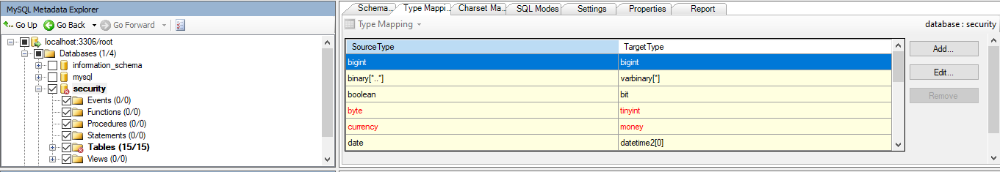 MySQL Metadata Explorer
Go Up Go Back Go Forward
localhost:3306/root
Databases (1/4)
information_schema
mysql
security
Events (0/0)
Functions (0/0)
Procedures (0/0)
Statements (0/0)
Tables (15/15)
Views (0/0)
Schema... Type Mappi... Charset Ma... SQL Modes Settings Properties Report
Type Mapping database : security
SourceType TargetType
bigint bigint
binary[*..*] varbinary[*]
boolean bit
byte tinyint
currency money
date datetime2[0]
Add...
Edit...
Remove